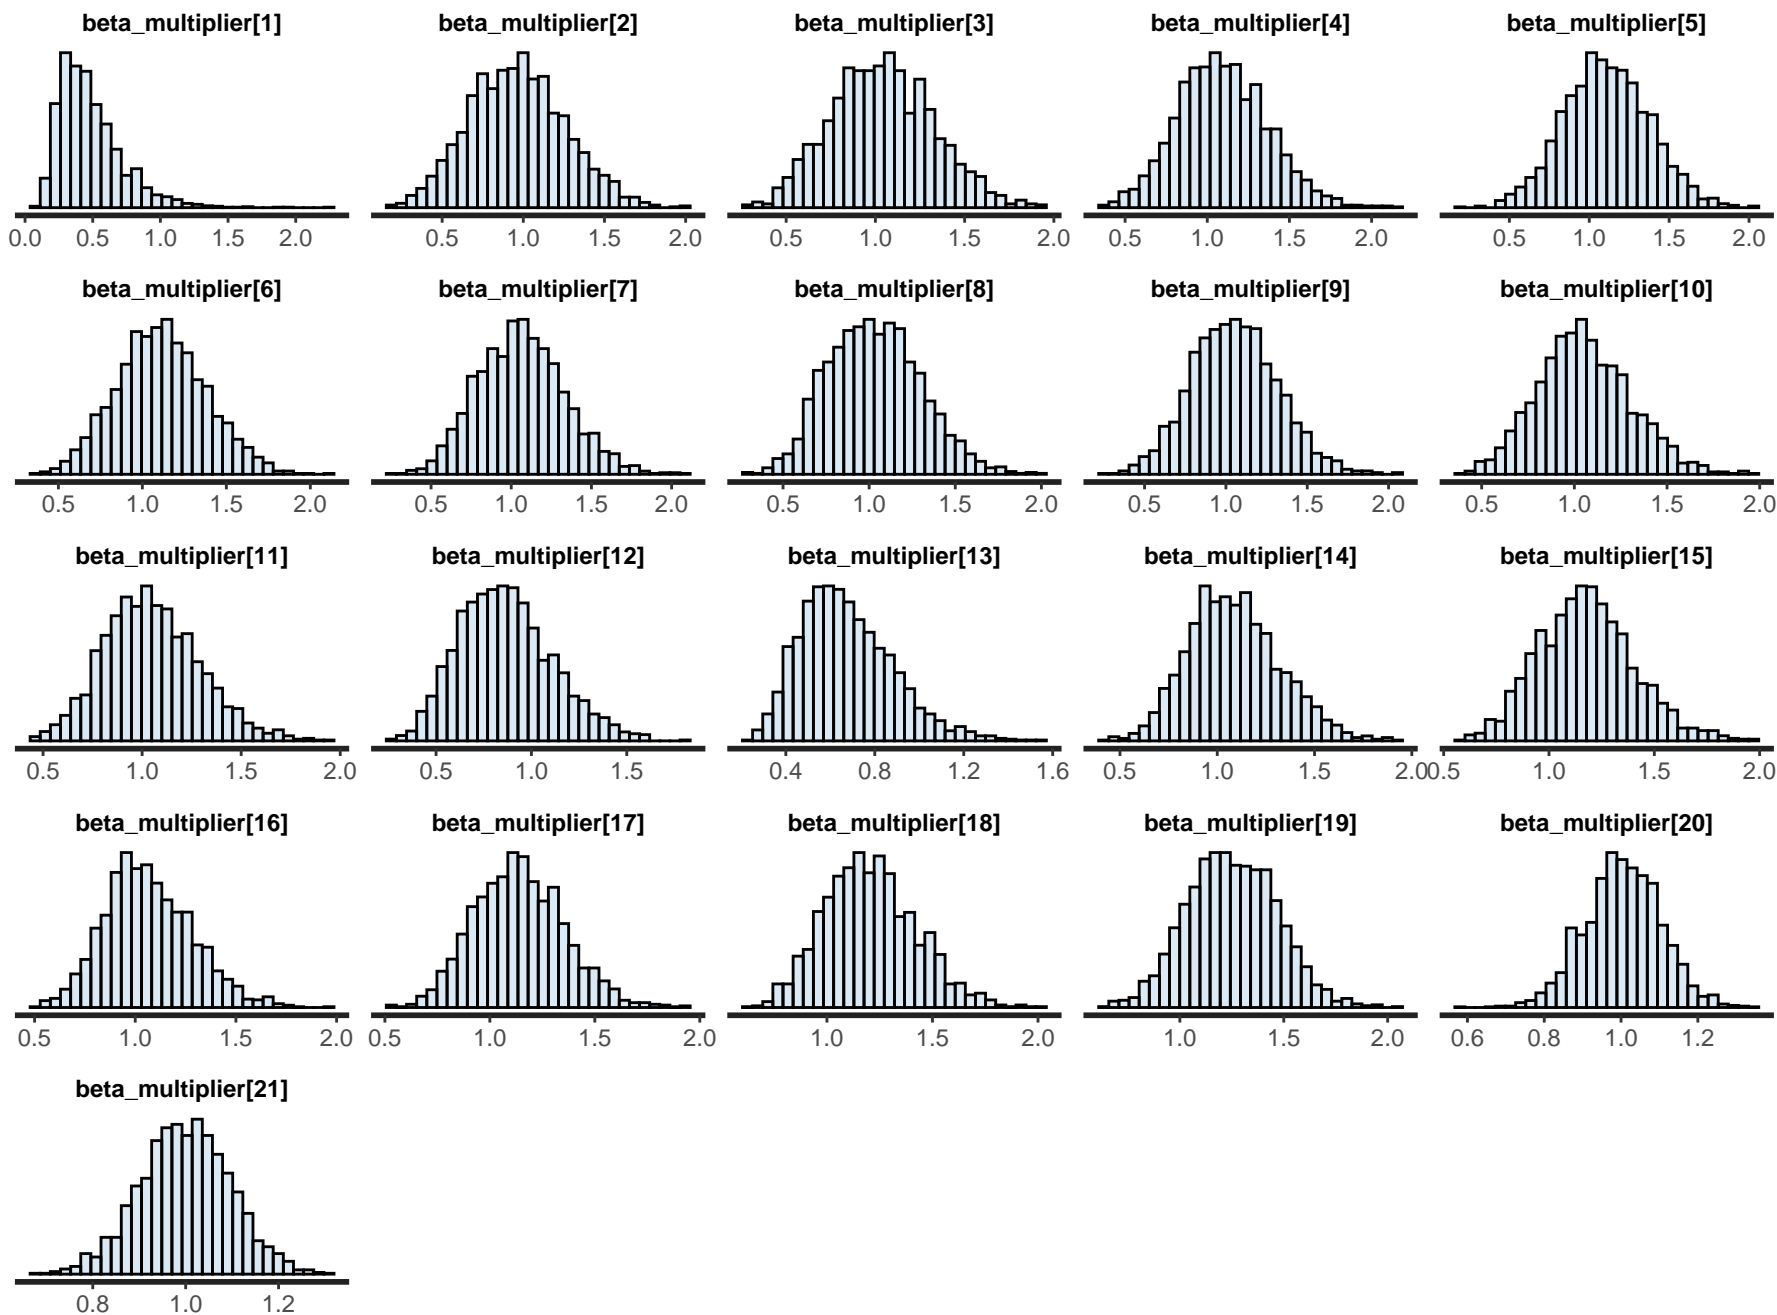 beta_multiplier[1] beta_multiplier[2] beta_multiplier[3] beta_multiplier[4] beta_multiplier[5]
0.0 0.5 1.0 1.5 2.0 0.5 1.0 1.5 2.0 0.5 1.0 1.5 2.0 0.5 1.0 1.5 2.0 0.5 1.0 1.5 2.0
beta_multiplier[6] beta_multiplier[7] beta_multiplier[8] beta_multiplier[9] beta_multiplier[10]
0.5 1.0 1.5 2.0 0.5 1.0 1.5 2.0 0.5 1.0 1.5 2.0 0.5 1.0 1.5 2.0 0.5 1.0 1.5 2.0
beta_multiplier[11] beta_multiplier[12] beta_multiplier[13] beta_multiplier[14] beta_multiplier[15]
0.5 1.0 1.5 2.0 0.5 1.0 1.5 0.4 0.8 1.2 1.6 0.5 1.0 1.5 2.0 0.5 1.0 1.5 2.0
beta_multiplier[16] beta_multiplier[17] beta_multiplier[18] beta_multiplier[19] beta_multiplier[20]
0.5 1.0 1.5 2.0 0.5 1.0 1.5 2.0 1.0 1.5 2.0 1.0 1.5 2.0 0.6 0.8 1.0 1.2
beta_multiplier[21]
0.8 1.0 1.2